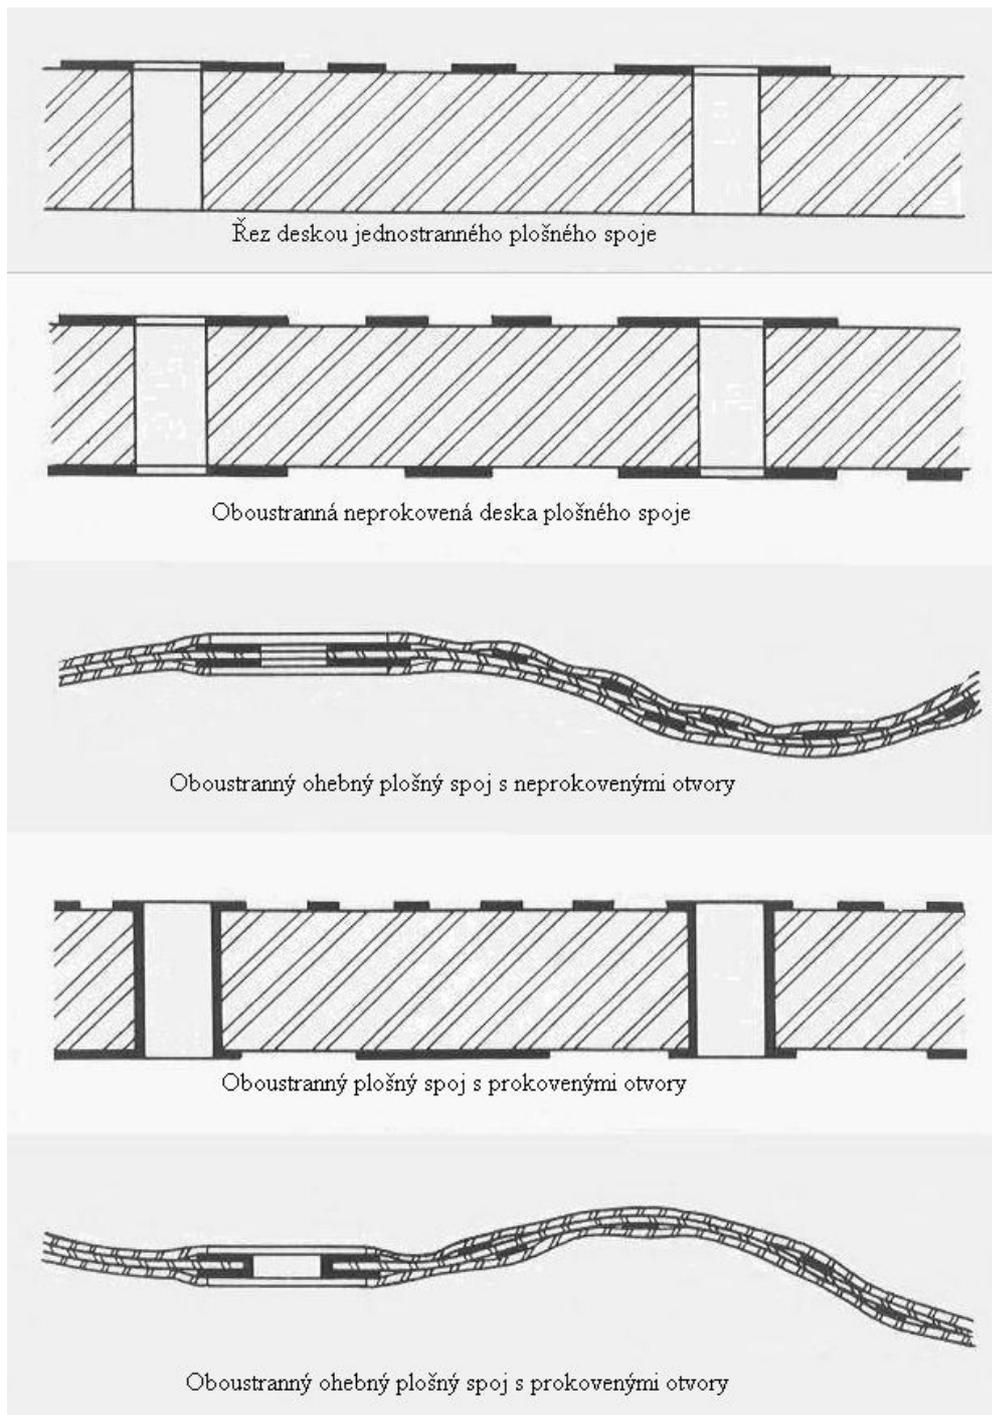 Řez deskou jednostranného plošného spoje
Oboustranná neprokovená deska plošného spoje
Oboustranný ohebný plošný spoj s neprokovenými otvory
Oboustranný plošný spoj s prokovenými otvory
Oboustranný ohebný plošný spoj s prokovenými otvory